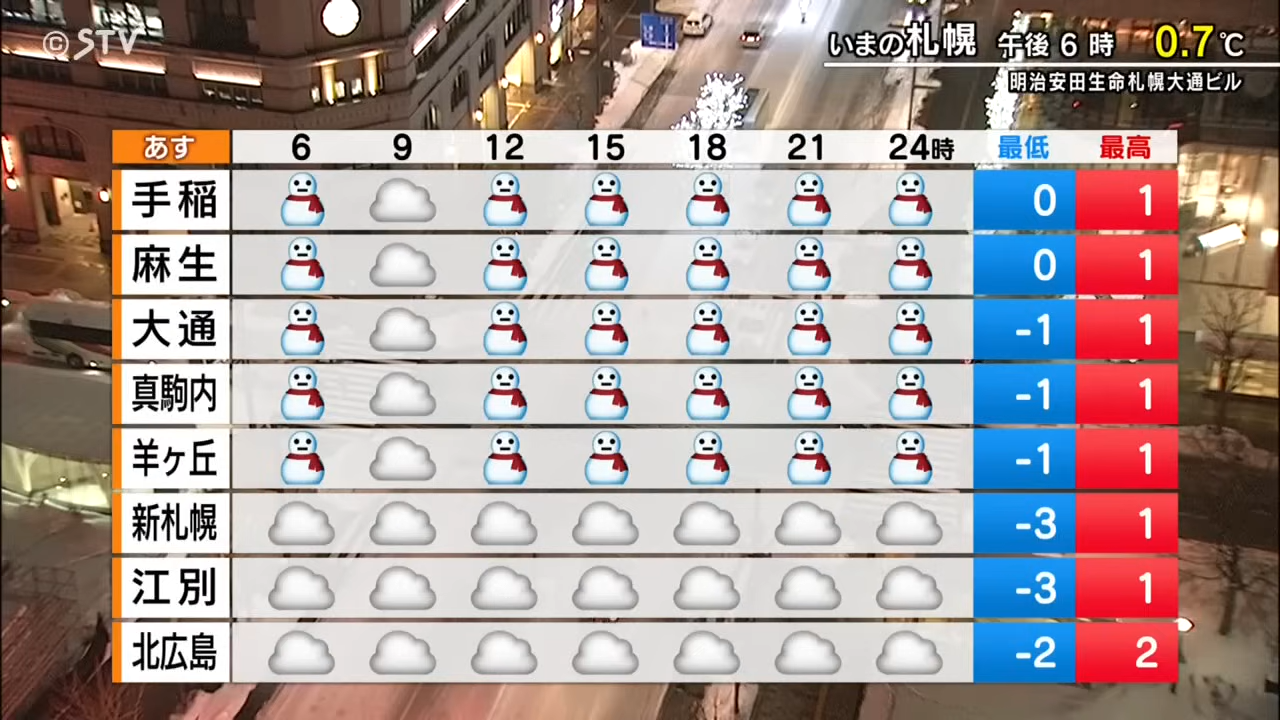 © STV
いまの札幌 午後6時 0.7℃
明治安田生命札幌大通ビル
あす 6 9 12 15 18 21 24時 最低 最高
手稲 0 1
麻生 0 1
大通 -1 1
真駒内 -1 1
羊ヶ丘 -1 1
新札幌 -3 1
江別 -3 1
北広島 -2 2